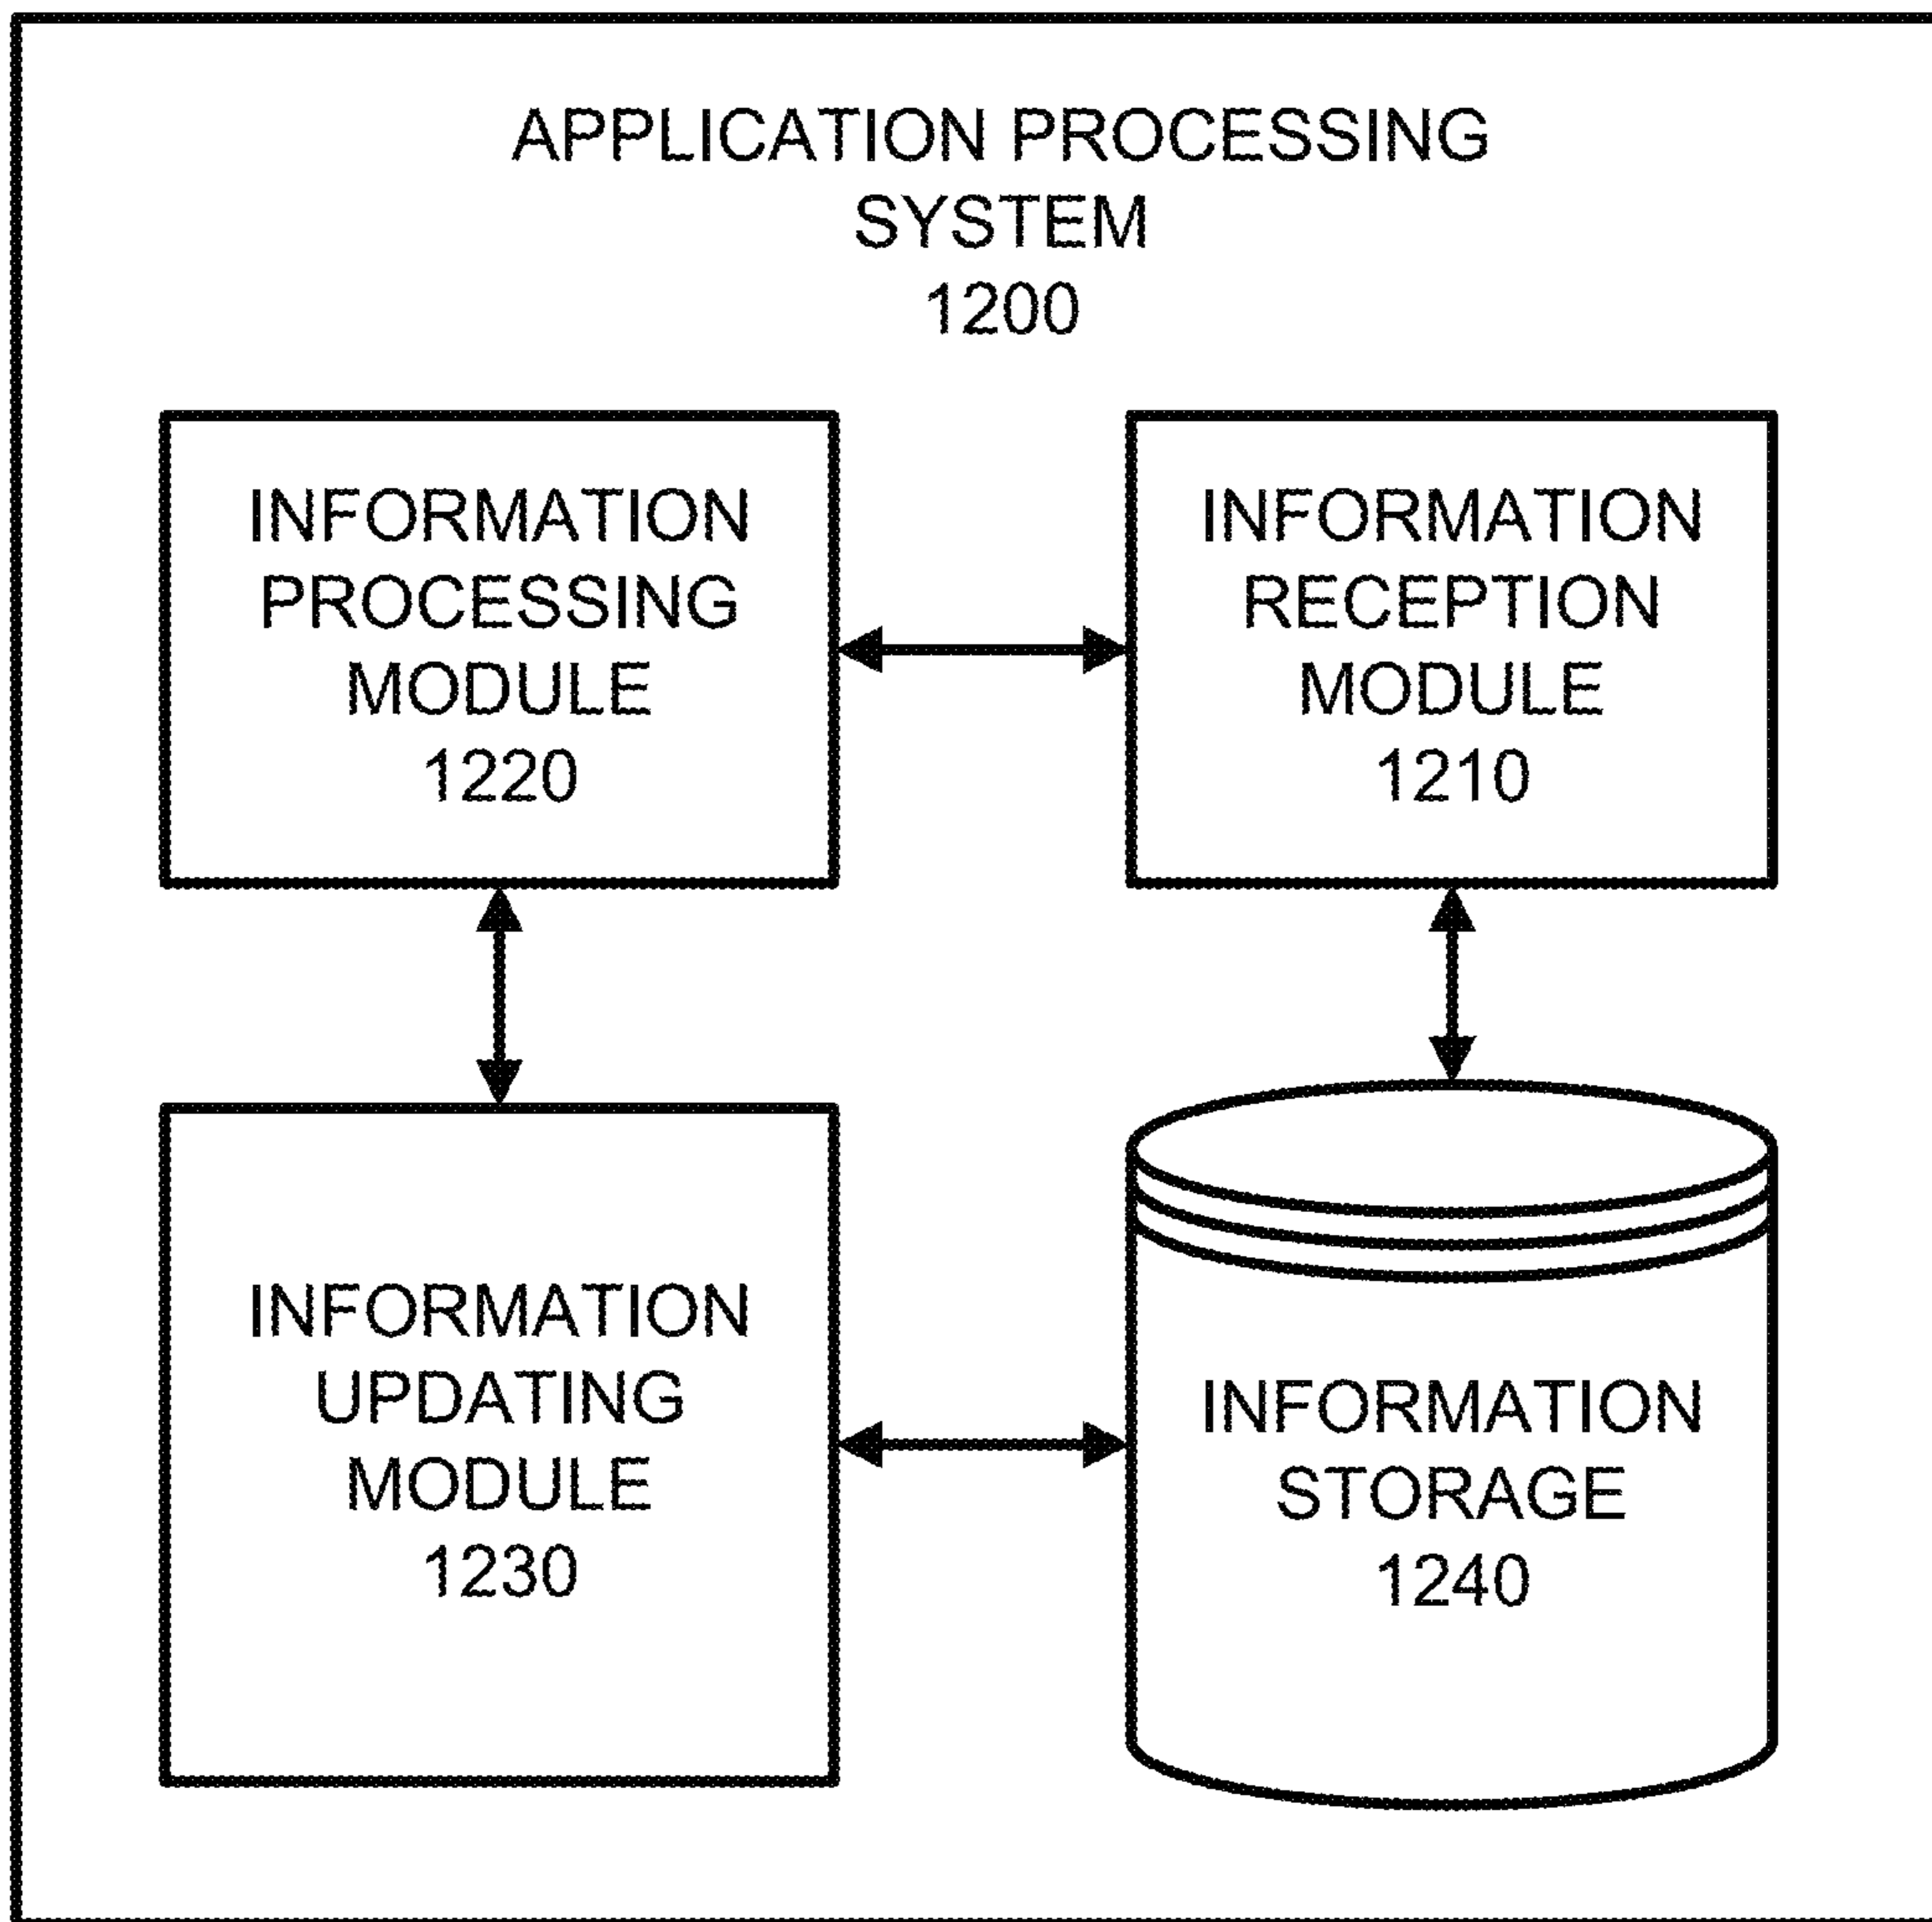 APPLICATION PROCESSING
SYSTEM
1200
INFORMATION
PROCESSING
MODULE
1220
INFORMATION
RECEPTION
MODULE
1210
INFORMATION
UPDATING
MODULE
1230
INFORMATION
STORAGE
1240